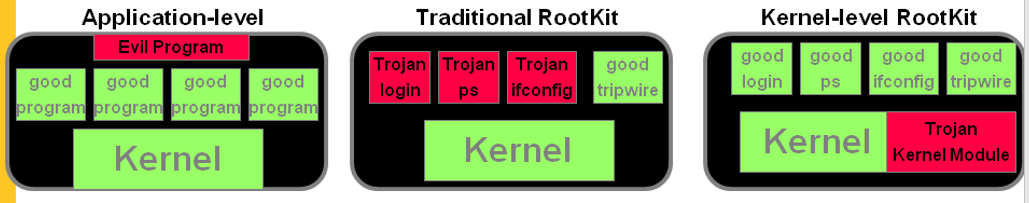 Application-level
Evil Program
good program
good program
good program
good program
Kernel
Traditional RootKit
Trojan login
Trojan ps
Trojan ifconfig
good tripwire
Kernel
Kernel-level RootKit
good login
good ps
good ifconfig
good tripwire
Kernel
Trojan Kernel Module